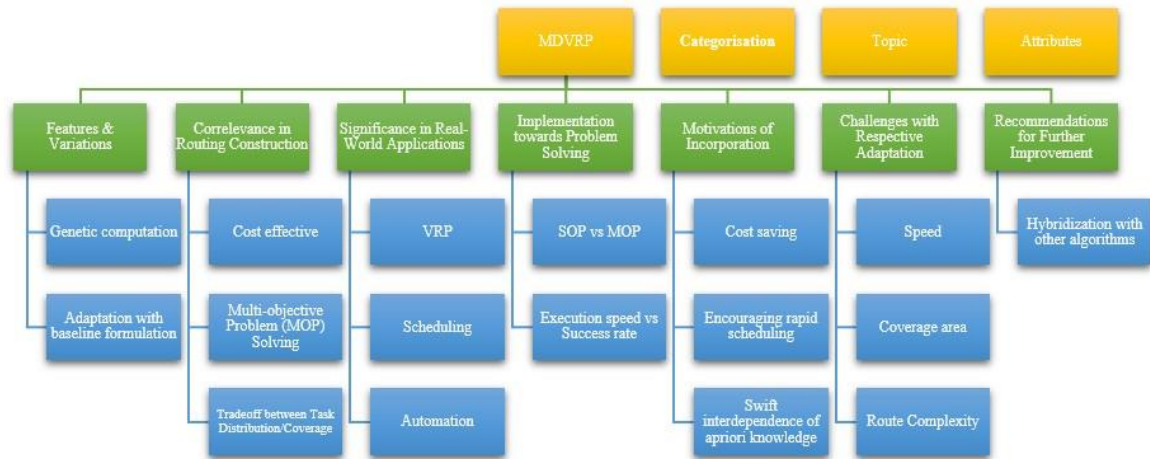 MDVRP
Categorisation
Topic
Attributes
Features &
Variations
Correlevance in
Routing Construction
Significance in Real-
World Applications
Implementation
towards Problem
Solving
Motivations of
Incorporation
Challenges with
Respective
Adaptation
Recommendations
for Further
Improvement
Genetic computation
Cost effective
VRP
SOP vs MOP
Cost saving
Speed
Hybridization with
other algorithms
Adaptation with
baseline formulation
Multi-objective
Problem (MOP)
Solving
Scheduling
Execution speed vs
Success rate
Encouraging rapid
scheduling
Coverage area
Tradeoff between Task
Distribution/Coverage
Automation
Swift
interdependence of
apriori knowledge
Route Complexity